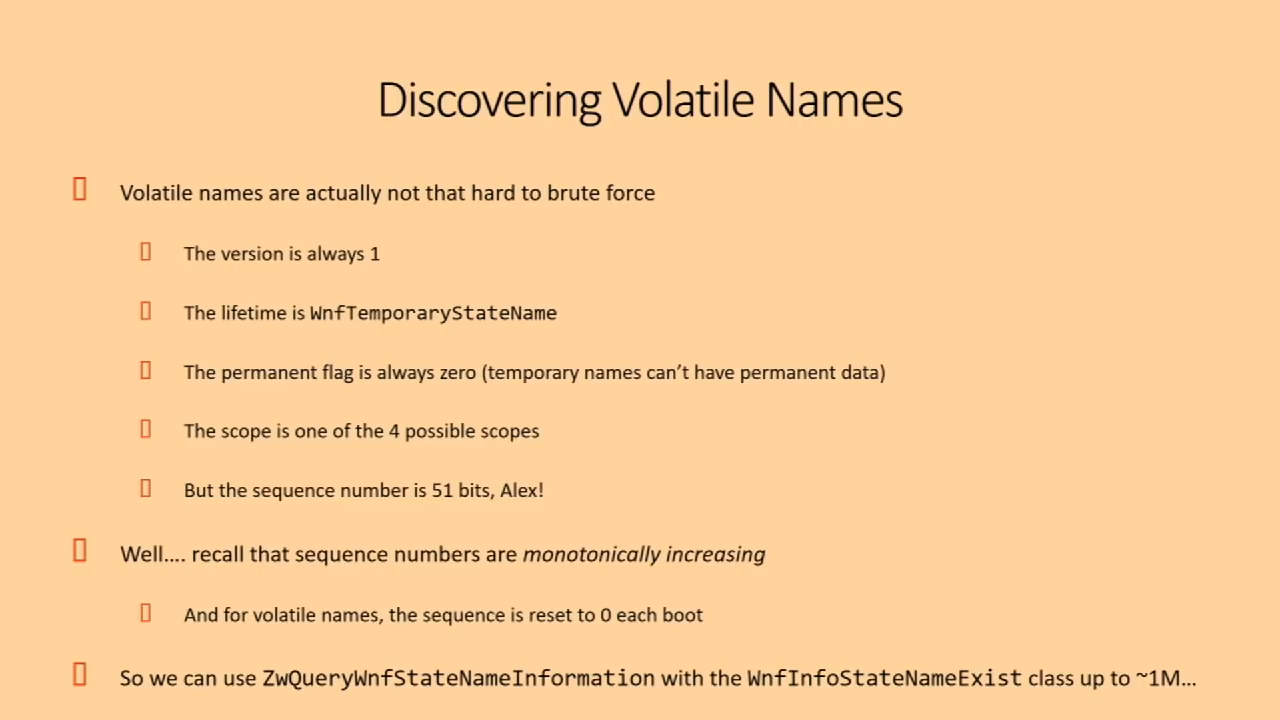 Discovering Volatile Names
Volatile names are actually not that hard to brute force
The version is always 1
The lifetime is WnfTemporaryStateName
The permanent flag is always zero (temporary names can’t have permanent data)
The scope is one of the 4 possible scopes
But the sequence number is 51 bits, Alex!
Well…. recall that sequence numbers are monotonically increasing
And for volatile names, the sequence is reset to 0 each boot
So we can use ZwQueryWnfStateNameInformation with the WnfInfoStateNameExist class up to ~1M…